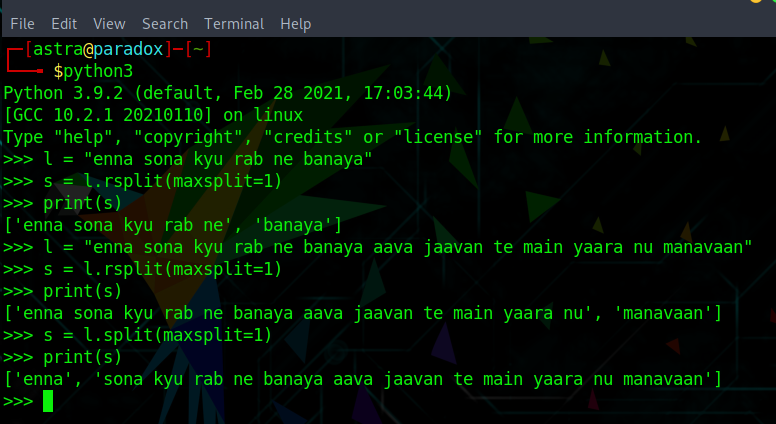 File Edit View Search Terminal Help
┌─[astra@paradox]─[~]
└──╼ $python3
Python 3.9.2 (default, Feb 28 2021, 17:03:44)
[GCC 10.2.1 20210110] on linux
Type "help", "copyright", "credits" or "license" for more information.
>>> l = "enna sona kyu rab ne banaya"
>>> s = l.rsplit(maxsplit=1)
>>> print(s)
['enna sona kyu rab ne', 'banaya']
>>> l = "enna sona kyu rab ne banaya aava jaavan te main yaara nu manavaan"
>>> s = l.rsplit(maxsplit=1)
>>> print(s)
['enna sona kyu rab ne banaya aava jaavan te main yaara nu', 'manavaan']
>>> s = l.split(maxsplit=1)
>>> print(s)
['enna', 'sona kyu rab ne banaya aava jaavan te main yaara nu manavaan']
>>>